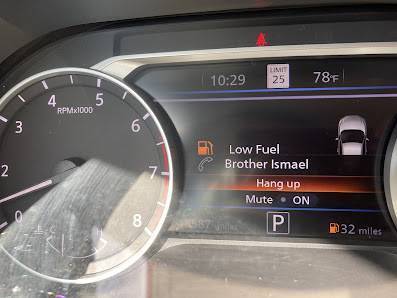 10:29
LIMIT
25
78°F
RPMx1000
0
1
2
3
4
5
6
7
8
Low Fuel
Brother Ismael
Hang up
Mute • ON
P
32 miles